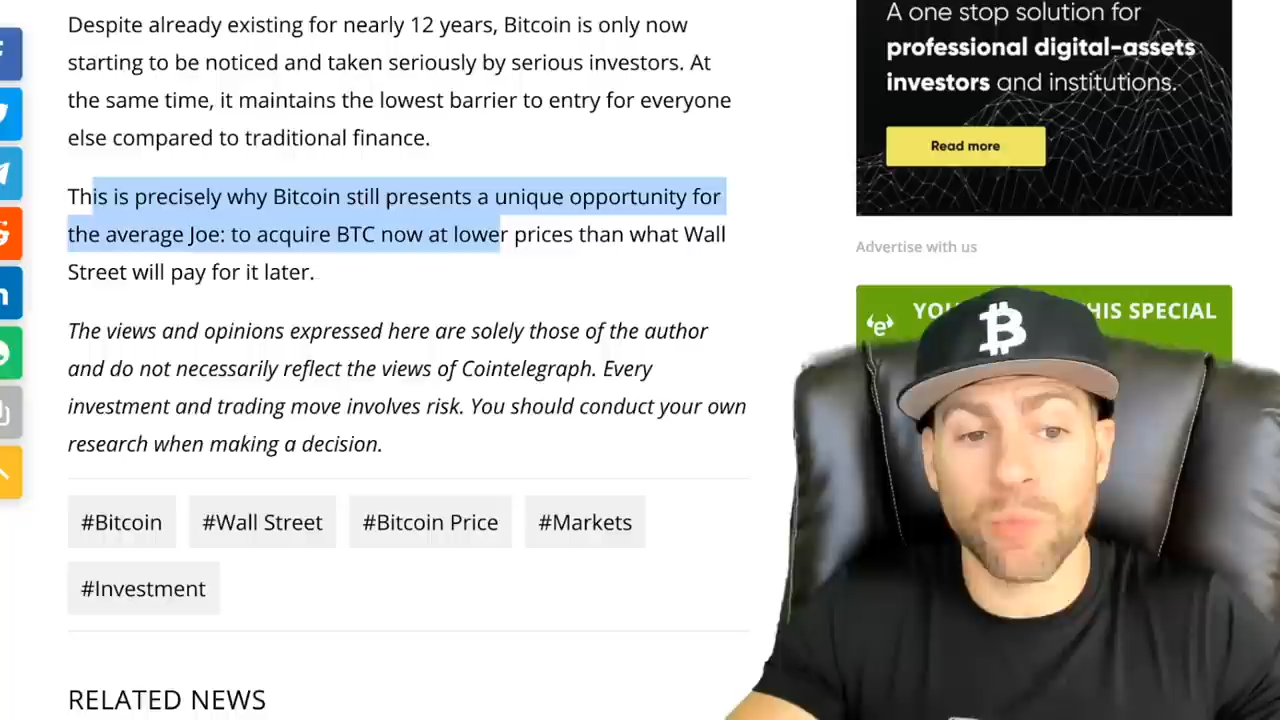 Despite already existing for nearly 12 years, Bitcoin is only now
starting to be noticed and taken seriously by serious investors. At
the same time, it maintains the lowest barrier to entry for everyone
else compared to traditional finance.
This is precisely why Bitcoin still presents a unique opportunity for
the average Joe: to acquire BTC now at lower prices than what Wall
Street will pay for it later.
The views and opinions expressed here are solely those of the author
and do not necessarily reflect the views of Cointelegraph. Every
investment and trading move involves risk. You should conduct your own
research when making a decision.
#Bitcoin
#Wall Street
#Bitcoin Price
#Markets
#Investment
RELATED NEWS
A one stop solution for
professional digital-assets
investors and institutions.
Read more
Advertise with us
SPECIAL